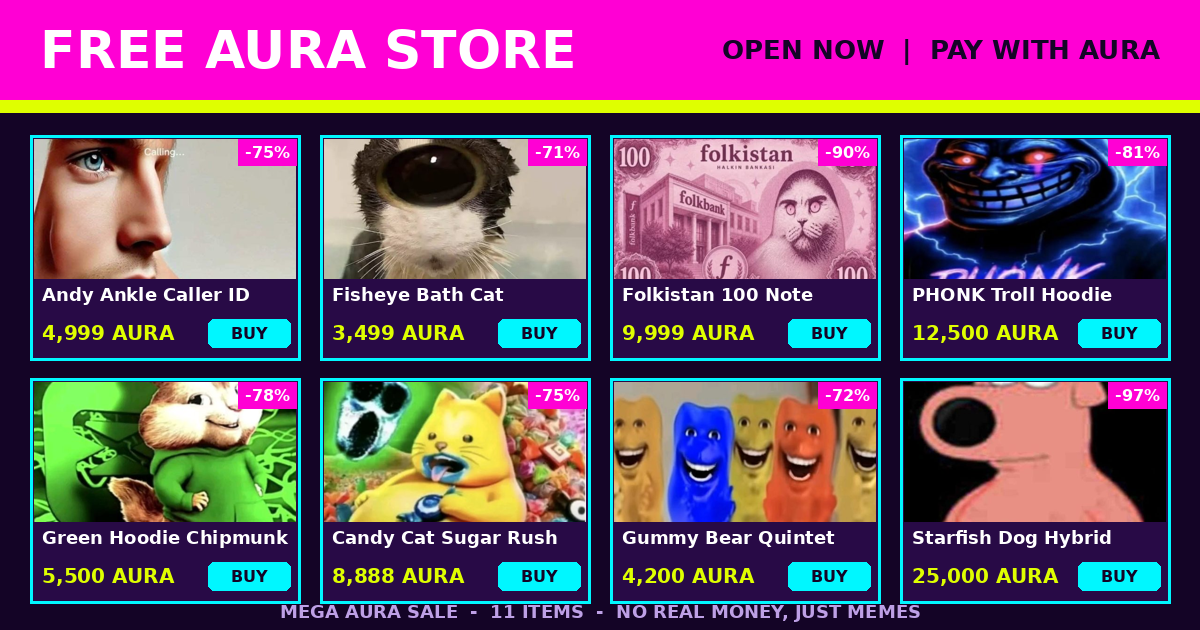 FREE AURA STORE
OPEN NOW | PAY WITH AURA
Calling...
-75%
Andy Ankle Caller ID
4,999 AURA
BUY
-71%
Fisheye Bath Cat
3,499 AURA
BUY
100
folkistan
HALKIN BANKASI
folkbank
folkbank f
f
100
100
-90%
Folkistan 100 Note
9,999 AURA
BUY
PHONK
-81%
PHONK Troll Hoodie
12,500 AURA
BUY
-78%
Green Hoodie Chipmunk
5,500 AURA
BUY
-75%
Candy Cat Sugar Rush
8,888 AURA
BUY
-72%
Gummy Bear Quintet
4,200 AURA
BUY
-97%
Starfish Dog Hybrid
25,000 AURA
BUY
MEGA AURA SALE - 11 ITEMS - NO REAL MONEY, JUST MEMES